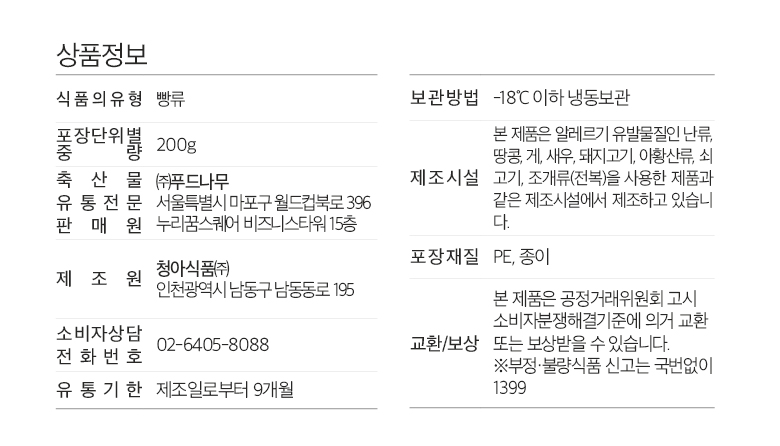 상품정보
식품의유형 빵류
포장단위별
중량 200g
축산물
유통전문
판매원
㈜푸드나무
서울특별시 마포구 월드컵북로 396
누리꿈스퀘어 비즈니스타워 15층
제조원
청아식품㈜
인천광역시 남동구 남동동로 195
소비자상담
전화번호
02-6405-8088
유통기한 제조일로부터 9개월
보관방법 -18℃ 이하 냉동보관
제조시설
본 제품은 알레르기 유발물질인 난류,
땅콩, 게, 새우, 돼지고기, 아황산류, 쇠
고기, 조개류(전복)을 사용한 제품과
같은 제조시설에서 제조하고 있습니
다.
포장재질 PE, 종이
교환/보상
본 제품은 공정거래위원회 고시
소비자분쟁해결기준에 의거 교환
또는 보상받을 수 있습니다.
※부정·불량식품 신고는 국번없이
1399